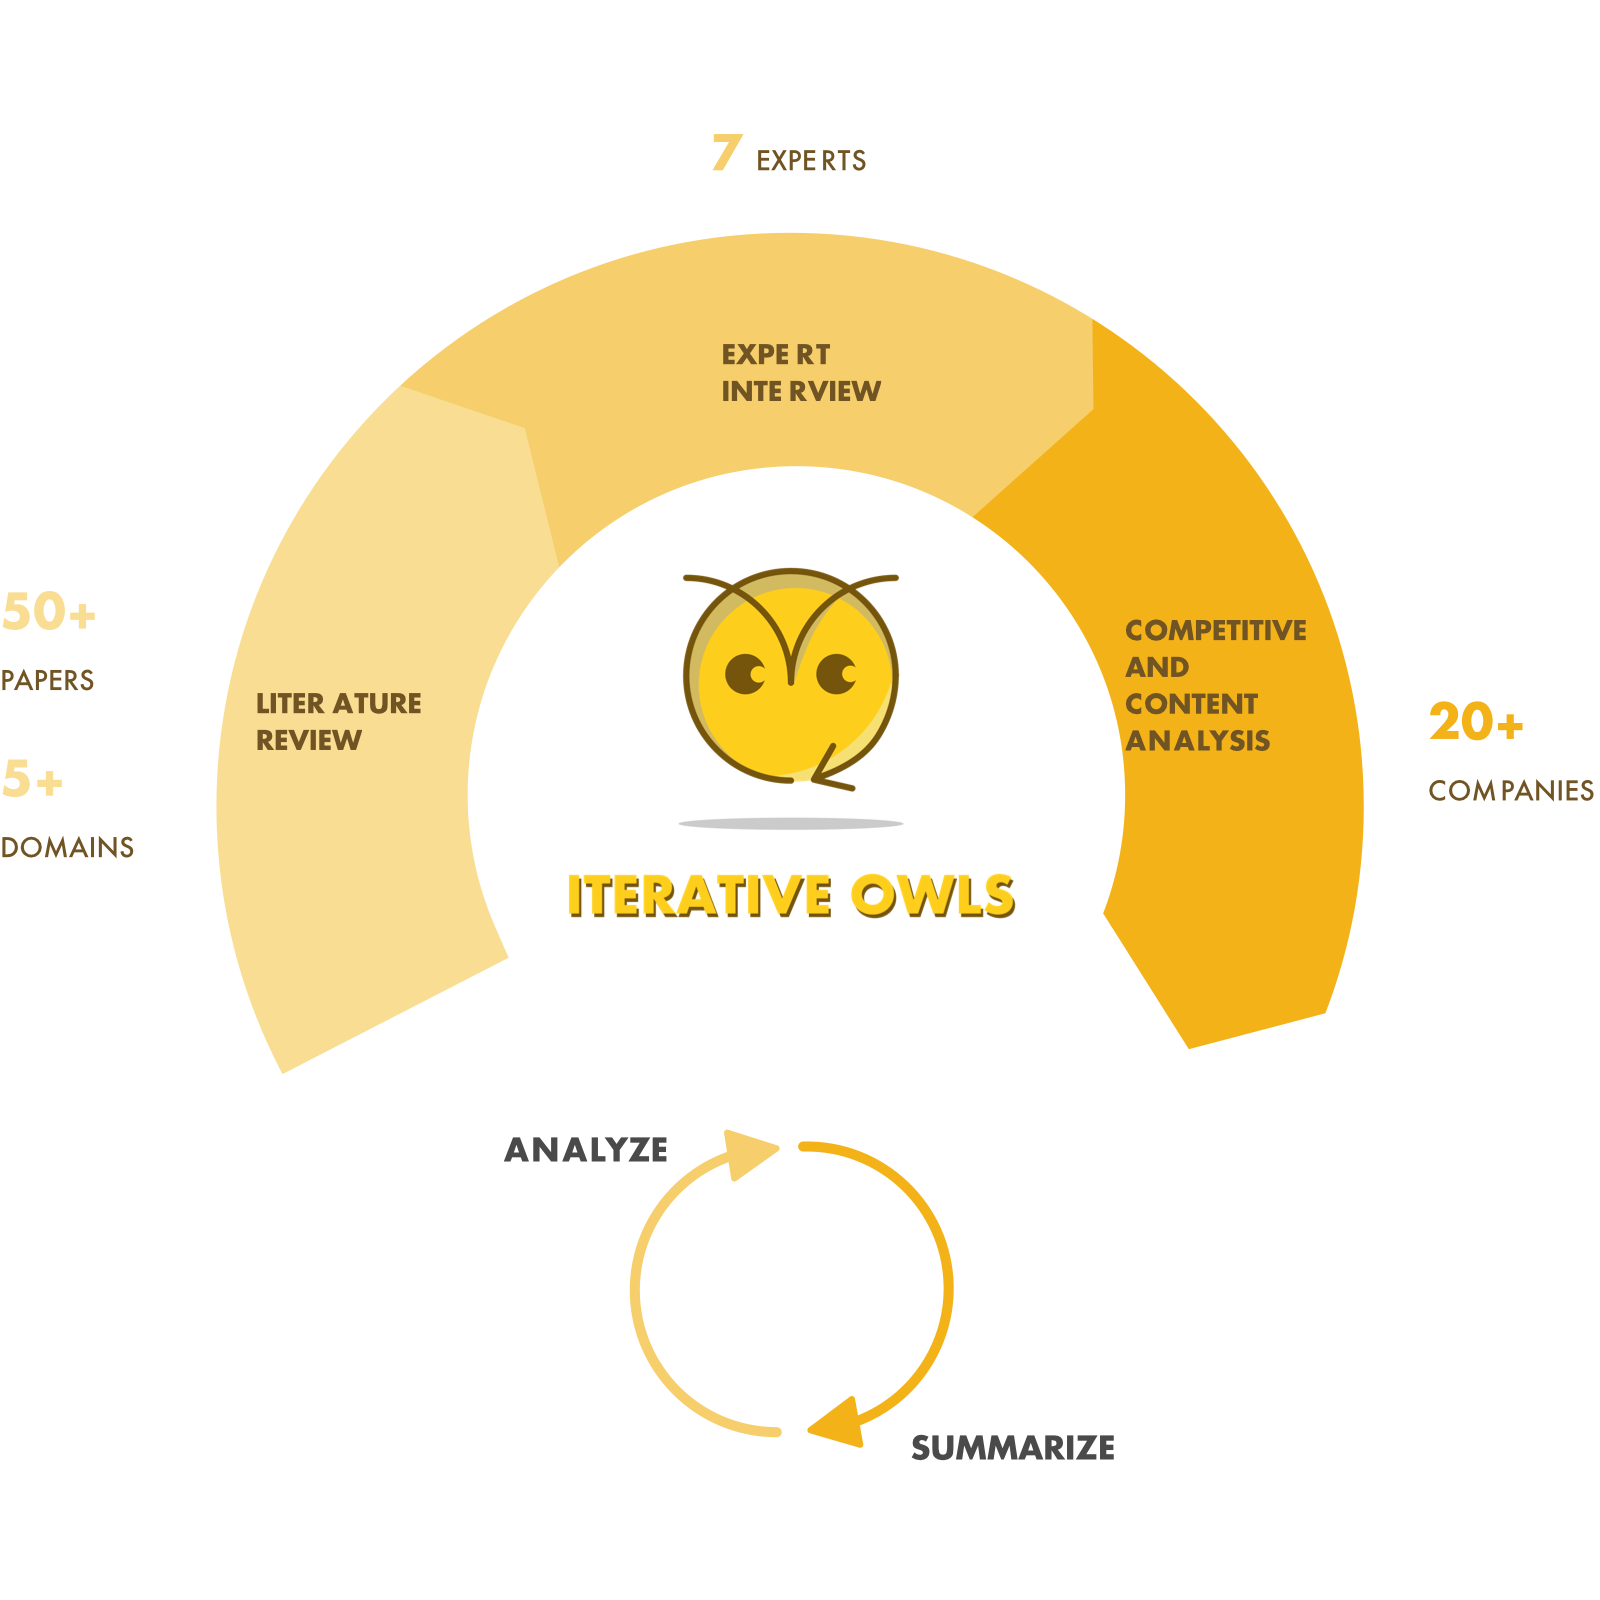 7 EXPERTS
EXPERT
INTERVIEW
50+
PAPERS
5+
DOMAINS
LITERATURE
REVIEW
COMPETITIVE
AND
CONTENT
ANALYSIS
20+
COMPANIES
ITERATIVE OWLS
ANALYZE
SUMMARIZE